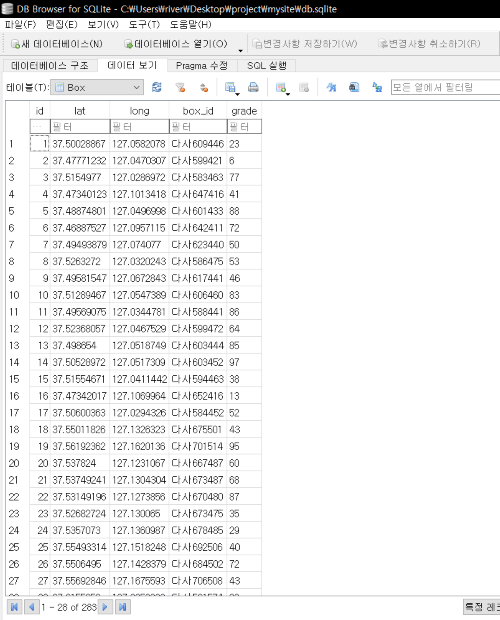 DB Browser for SQLite - C:₩Users₩river₩Desktop₩project₩mysite₩db.sqlite
파일(F) 편집(E) 보기(V) 도구(T) 도움말(H)
새 데이터베이스(N) 데이터베이스 열기(O) 변경사항 저장하기(W) 변경사항 취소하기(R)
데이터베이스 구조 데이터 보기 Pragma 수정 SQL 실행
테이블(T): Box 모든 열에서 필터링
id lat long box_id grade
필터 필터 필터 필터
1 1 37.50028867 127.0582078 다사609446 23
2 2 37.47771232 127.0470307 다사599421 6
3 3 37.5154977 127.0286972 다사583463 77
4 4 37.47340123 127.1013418 다사647416 41
5 5 37.48874801 127.0496998 다사601433 88
6 6 37.46887527 127.0957115 다사642411 72
7 7 37.49493879 127.074077 다사623440 50
8 8 37.5263272 127.0320243 다사586475 53
9 9 37.49581547 127.0672843 다사617441 46
10 10 37.51289467 127.0547389 다사606460 83
11 11 37.49569075 127.0344781 다사588441 86
12 12 37.52368057 127.0467529 다사599472 64
13 13 37.498654 127.0518749 다사603444 85
14 14 37.50528972 127.0517309 다사603452 97
15 15 37.51554671 127.0411442 다사594463 38
16 16 37.47342017 127.1069964 다사652416 13
17 17 37.50600363 127.0294326 다사584452 52
18 18 37.55011826 127.1326323 다사675501 43
19 19 37.56192362 127.1620136 다사701514 95
20 20 37.537824 127.1231067 다사667487 60
21 21 37.53749241 127.1304304 다사673487 68
22 22 37.53149196 127.1273856 다사670480 87
23 23 37.52682724 127.130065 다사673475 35
24 24 37.5357073 127.1360987 다사678485 29
25 25 37.55493314 127.1518248 다사692506 40
26 26 37.5506495 127.1428379 다사684502 72
27 27 37.55692846 127.1675593 다사706508 43
1 - 28 of 283 특정 레